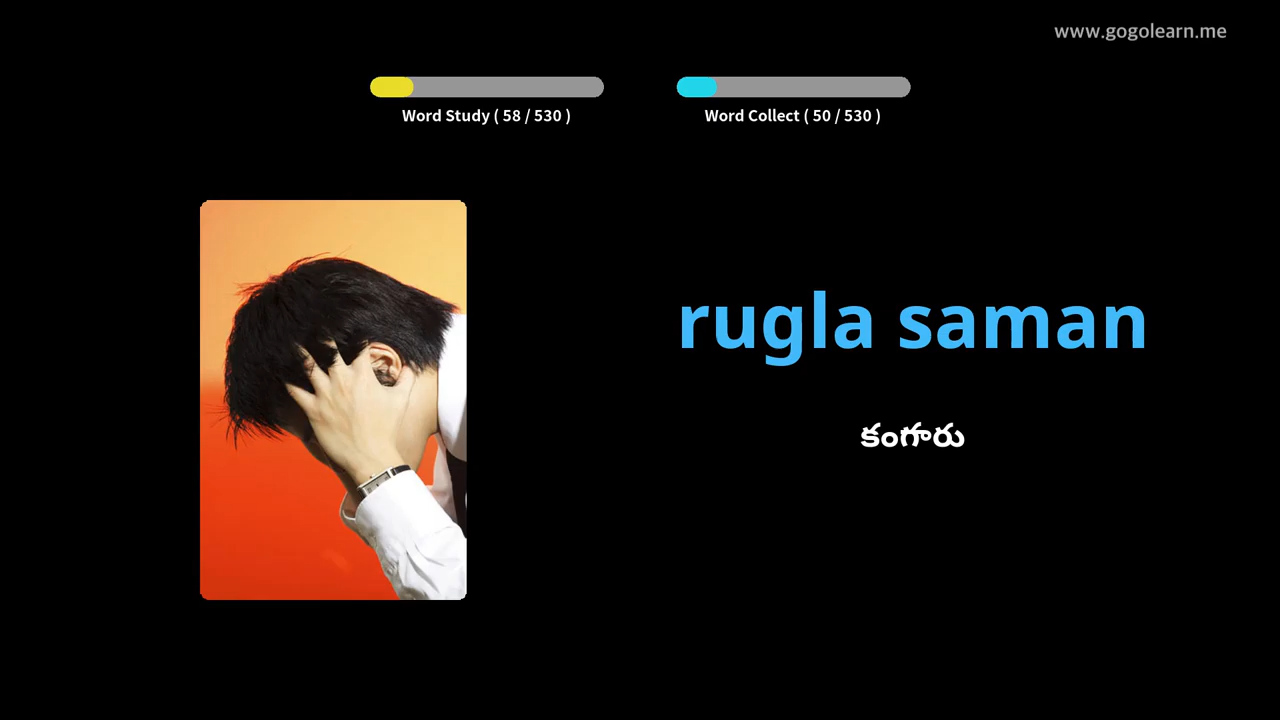 www.gogolearn.me
Word Study ( 58 / 530 )
Word Collect ( 50 / 530 )
rugla saman
కంగారు